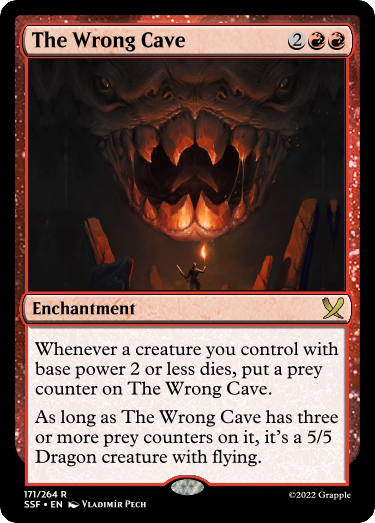 The Wrong Cave 2
Enchantment
Whenever a creature you control with
base power 2 or less dies, put a prey
counter on The Wrong Cave.
As long as The Wrong Cave has three
or more prey counters on it, it's a 5/5
Dragon creature with flying.
171/264 R
SSF • EN Vladimír Pech
©2022 Grapple